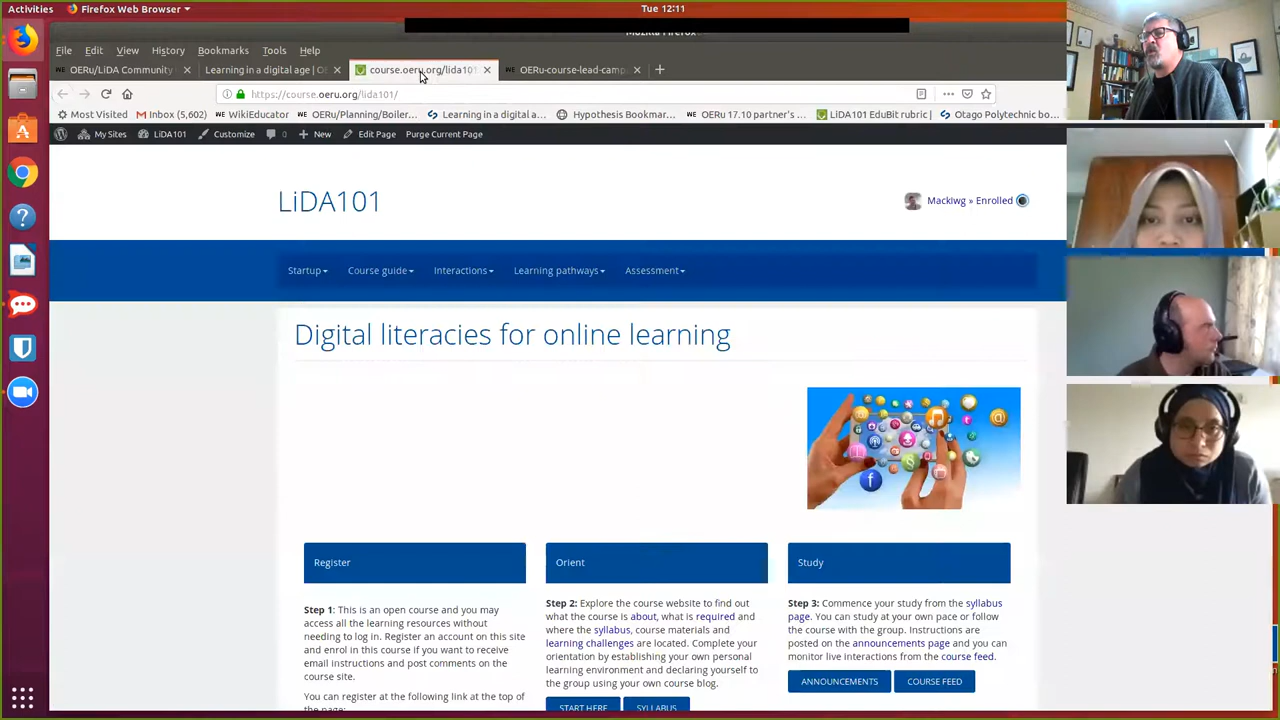 Activities
Firefox Web Browser
Tue 12:11
File Edit View History Bookmarks Tools Help
OERu/LiDA Community
Learning in a digital age | O
course.oeru.org/lida101
OERu-course-lead-camp
https://course.oeru.org/lida101/
Most Visited
Inbox (5,602)
WikiEducator
OERu/Planning/Boiler...
Learning in a digital a...
Hypothesis Bookmar...
OERu 17.10 partner's ...
LiDA101 EduBit rubric |
Otago Polytechnic bo...
My Sites
LiDA101
Customize
0
New
Edit Page
Purge Current Page
LiDA101
Mackiwg » Enrolled
Startup
Course guide
Interactions
Learning pathways
Assessment
Digital literacies for online learning
Register
Step 1: This is an open course and you may
access all the learning resources without
needing to log in. Register an account on this site
and enrol in this course if you want to receive
email instructions and post comments on the
course site.
You can register at the following link at the top of
the page:
Orient
Step 2: Explore the course website to find out
what the course is about, what is required and
where the syllabus, course materials and
learning challenges are located. Complete your
orientation by establishing your own personal
learning environment and declaring yourself to
the group using your own course blog.
START HERE
SYLLABUS
Study
Step 3: Commence your study from the syllabus
page. You can study at your own pace or follow
the course with the group. Instructions are
posted on the announcements page and you can
monitor live interactions from the course feed.
ANNOUNCEMENTS
COURSE FEED